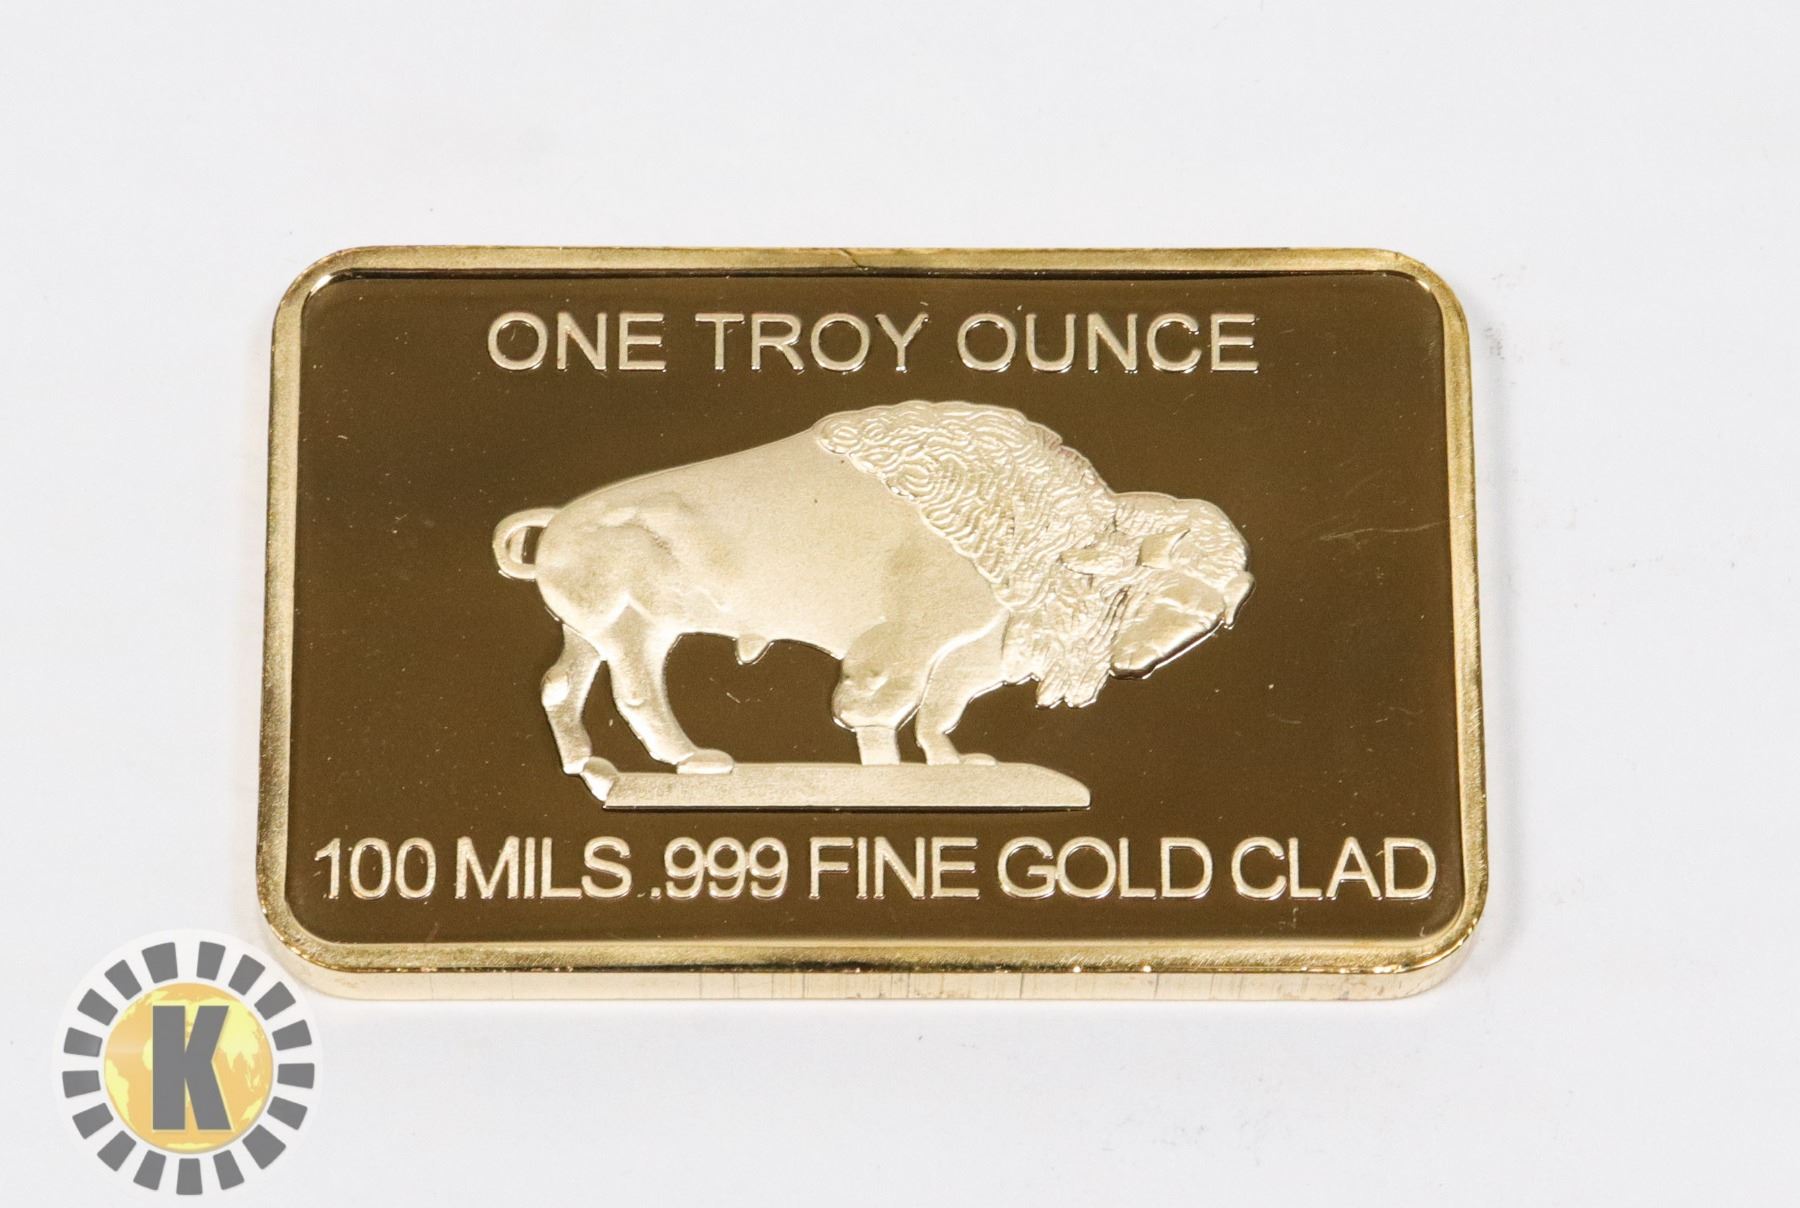 ONE TROY OUNCE
100 MILS .999 FINE GOLD CLAD
K